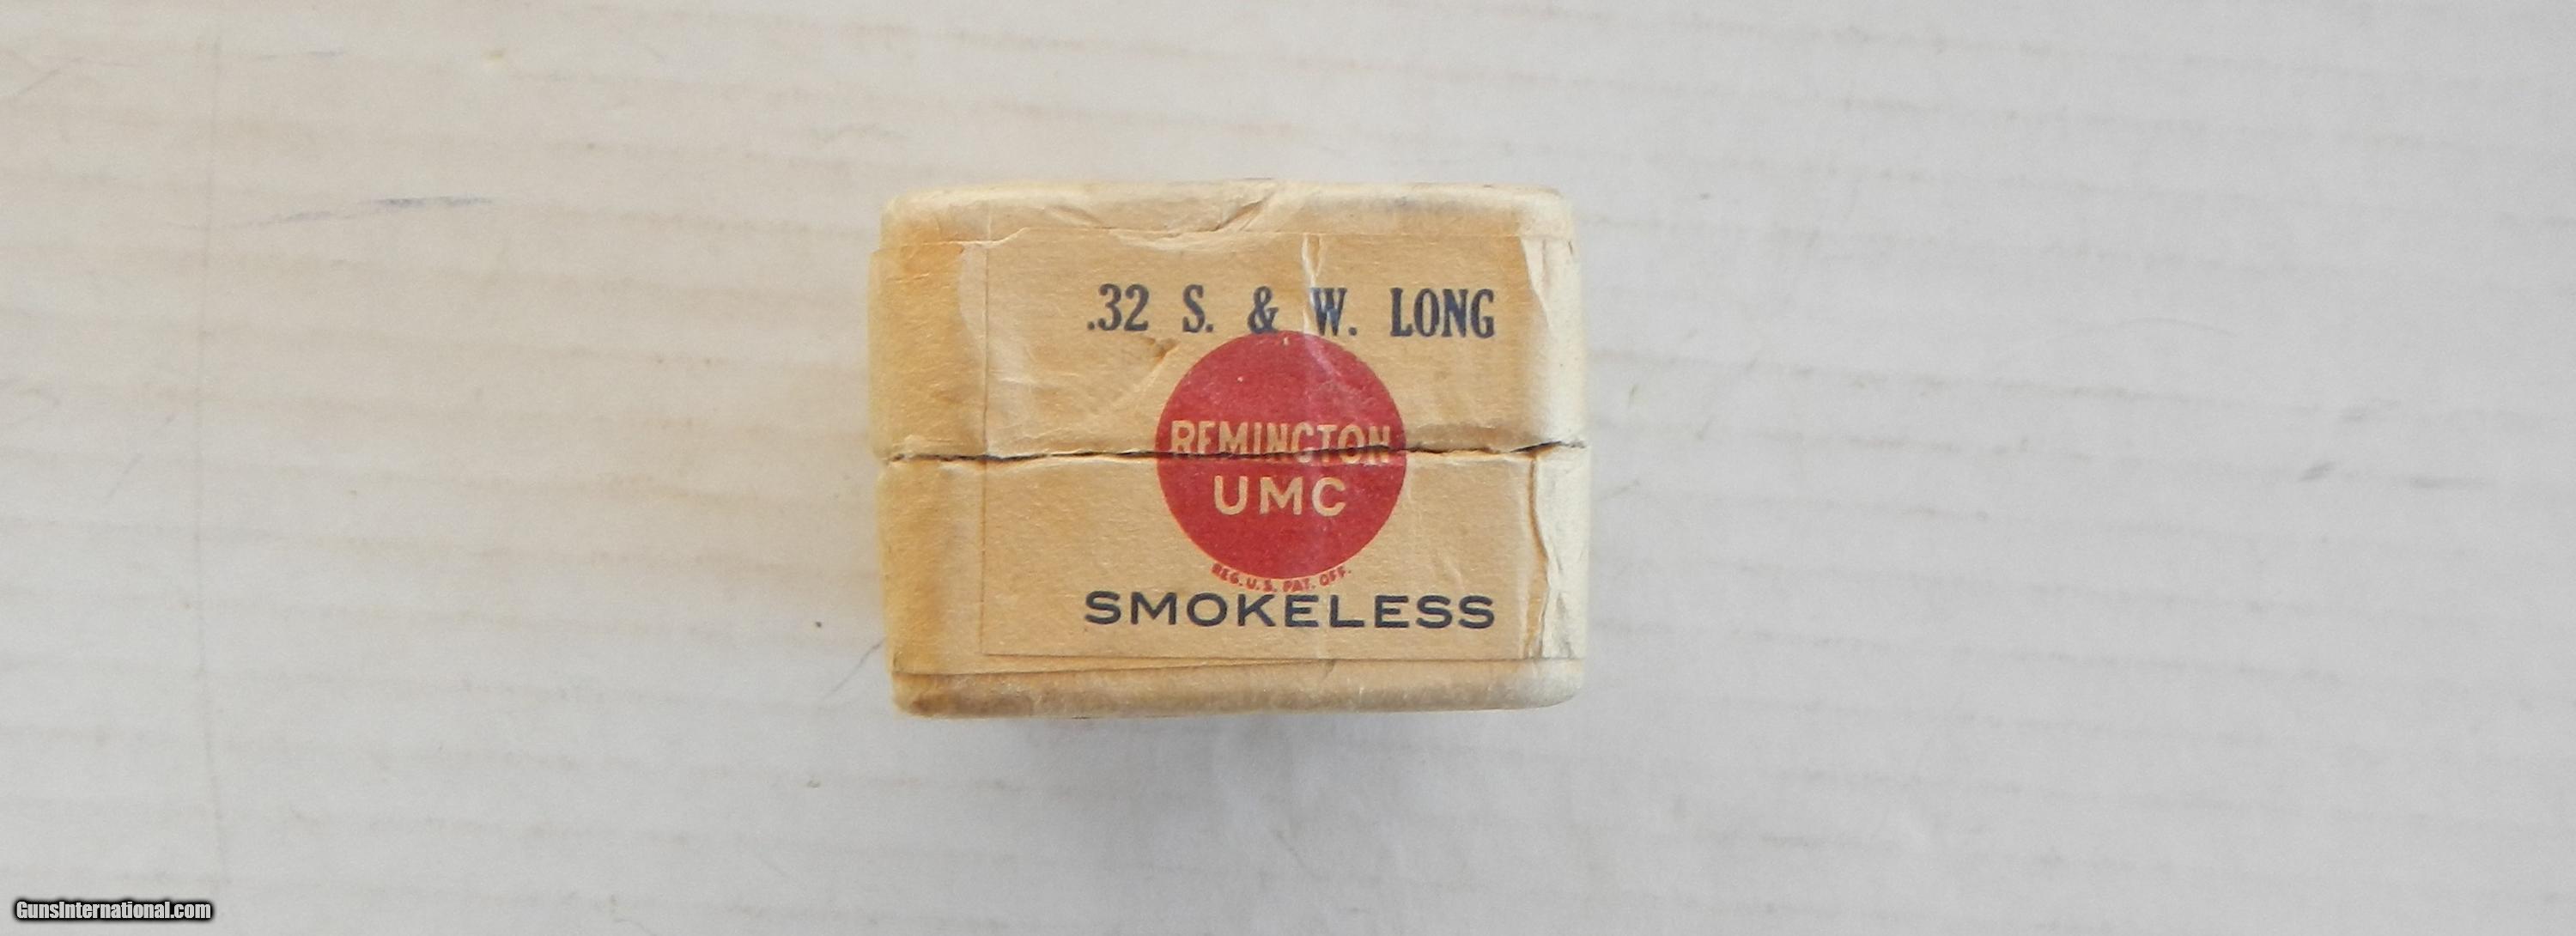 .32 S. & W. LONG
REMINGTON
UMC
REG. U.S. PAT. OFF.
SMOKELESS
GunsInternational.com